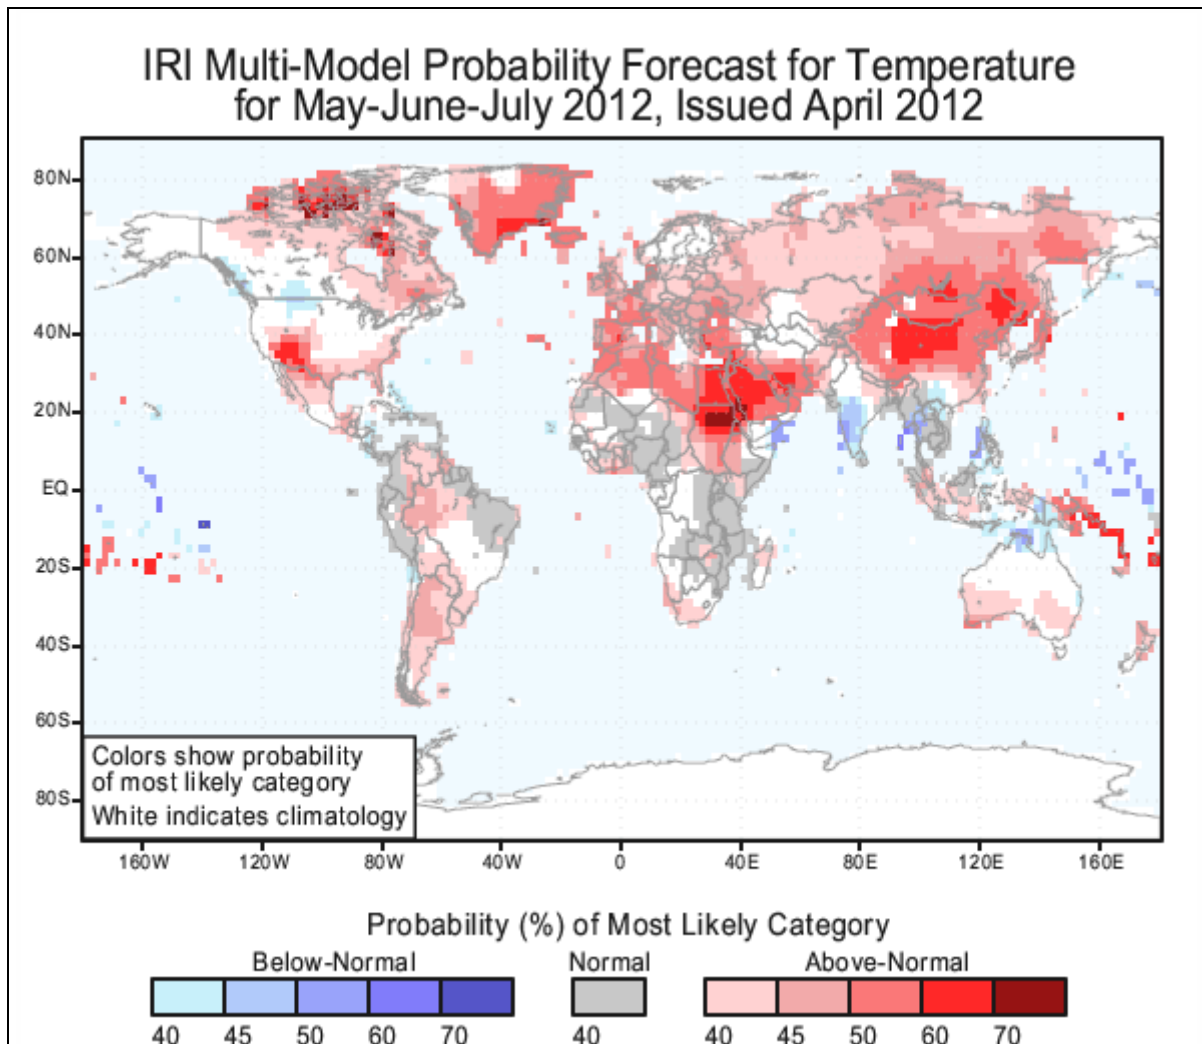 IRI Multi-Model Probability Forecast for Temperature
for May-June-July 2012, Issued April 2012
80N
60N
40N
20N
EQ
20S
40S
60S
80S
Colors show probability
of most likely category
White indicates climatology
160W 120W 80W 40W 0 40E 80E 120E 160E
Probability (%) of Most Likely Category
Below-Normal Normal Above-Normal
40 45 50 60 70 40 40 45 50 60 70